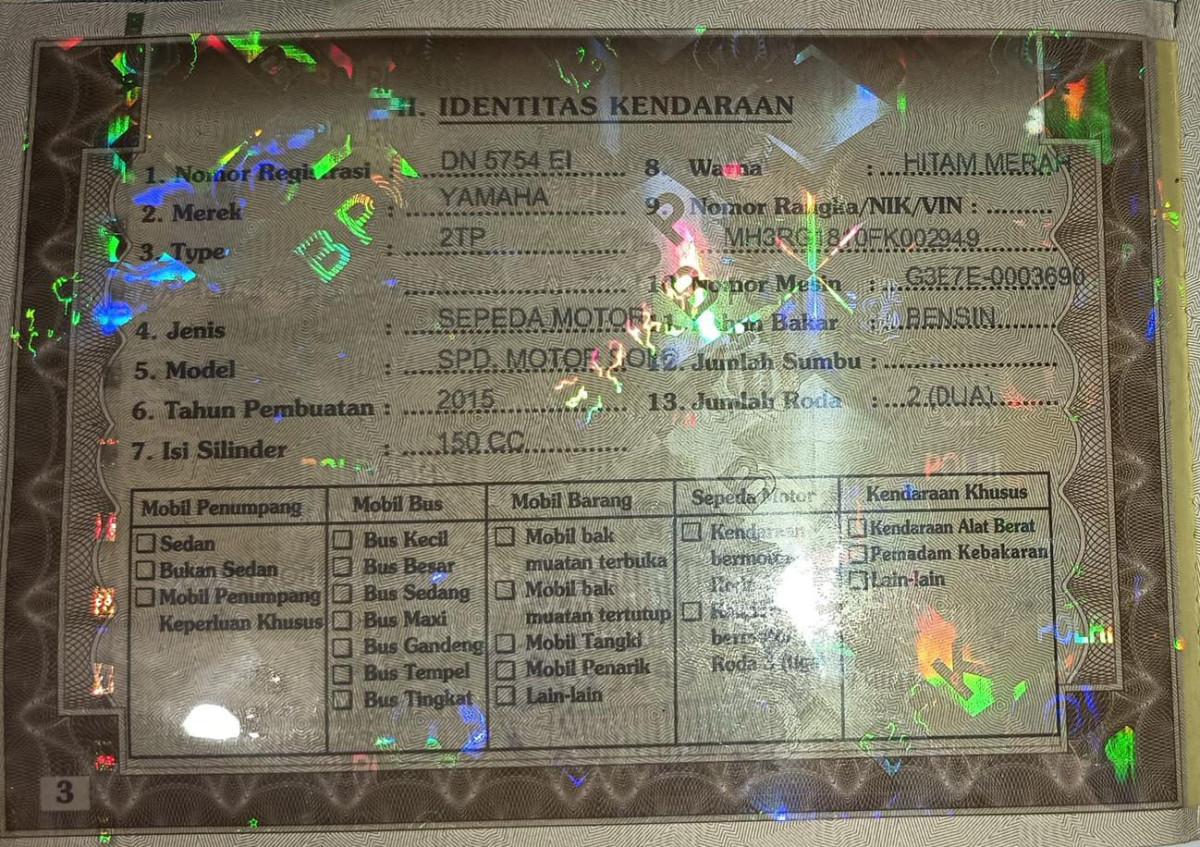 II. IDENTITAS KENDARAAN
1. Nomor Registrasi DN 5754 EI
2. Merek : YAMAHA
3. Type : 2TP
4. Jenis : SEPEDA MOTOR
5. Model : SPD. MOTOR SOLO
6. Tahun Pembuatan : 2015
7. Isi Silinder : 150 CC
8. Warna : HITAM MERAH
9. Nomor Rangka/NIK/VIN :
10. Nomor Mesin : G3E7E-0003690
11. Bahan Bakar : BENSIN
12. Jumlah Sumbu :
13. Jumlah Roda : 2 (DUA)
Mobil Penumpang
Sedan
Bukan Sedan
Mobil Penumpang
Keperluan Khusus
Mobil Bus
Bus Kecil
Bus Besar
Bus Sedang
Bus Maxi
Bus Gandeng
Bus Tempel
Bus Tingkat
Mobil Barang
Mobil bak
muatan terbuka
Mobil bak
muatan tertutup
Mobil Tangki
Mobil Penarik
Lain-lain
Sepeda Motor
Kendaraan
bermotor
Roda 3 (tiga)
Kendaraan Khusus
Kendaraan Alat Berat
Pemadam Kebakaran
Lain-lain
3